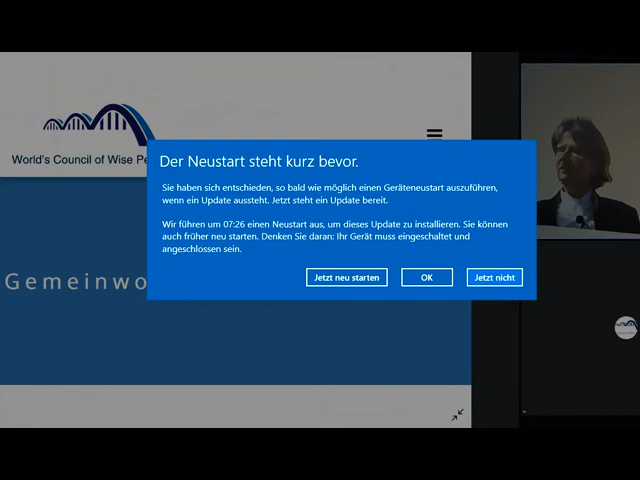 World's Council of Wise Pe
Der Neustart steht kurz bevor.
Sie haben sich entschieden, so bald wie möglich einen Geräteneustart auszuführen,
wenn ein Update aussteht. Jetzt steht ein Update bereit.
Wir führen um 07:26 einen Neustart aus, um dieses Update zu installieren. Sie können
auch früher neu starten. Denken Sie daran: Ihr Gerät muss eingeschaltet und
angeschlossen sein.
Jetzt neu starten OK Jetzt nicht
Gemeinwo